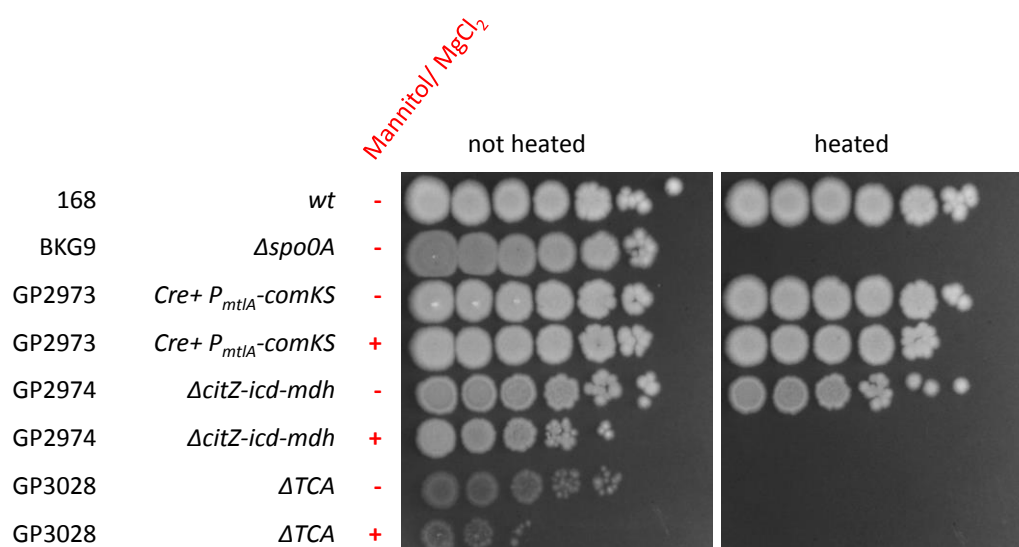 Mannitol/ MgCl₂
not heated heated
168 wt -
BKG9 Δspo0A -
GP2973 Cre+ PmtlA-comKS -
GP2973 Cre+ PmtlA-comKS +
GP2974 ΔcitZ-icd-mdh -
GP2974 ΔcitZ-icd-mdh +
GP3028 ΔTCA -
GP3028 ΔTCA +